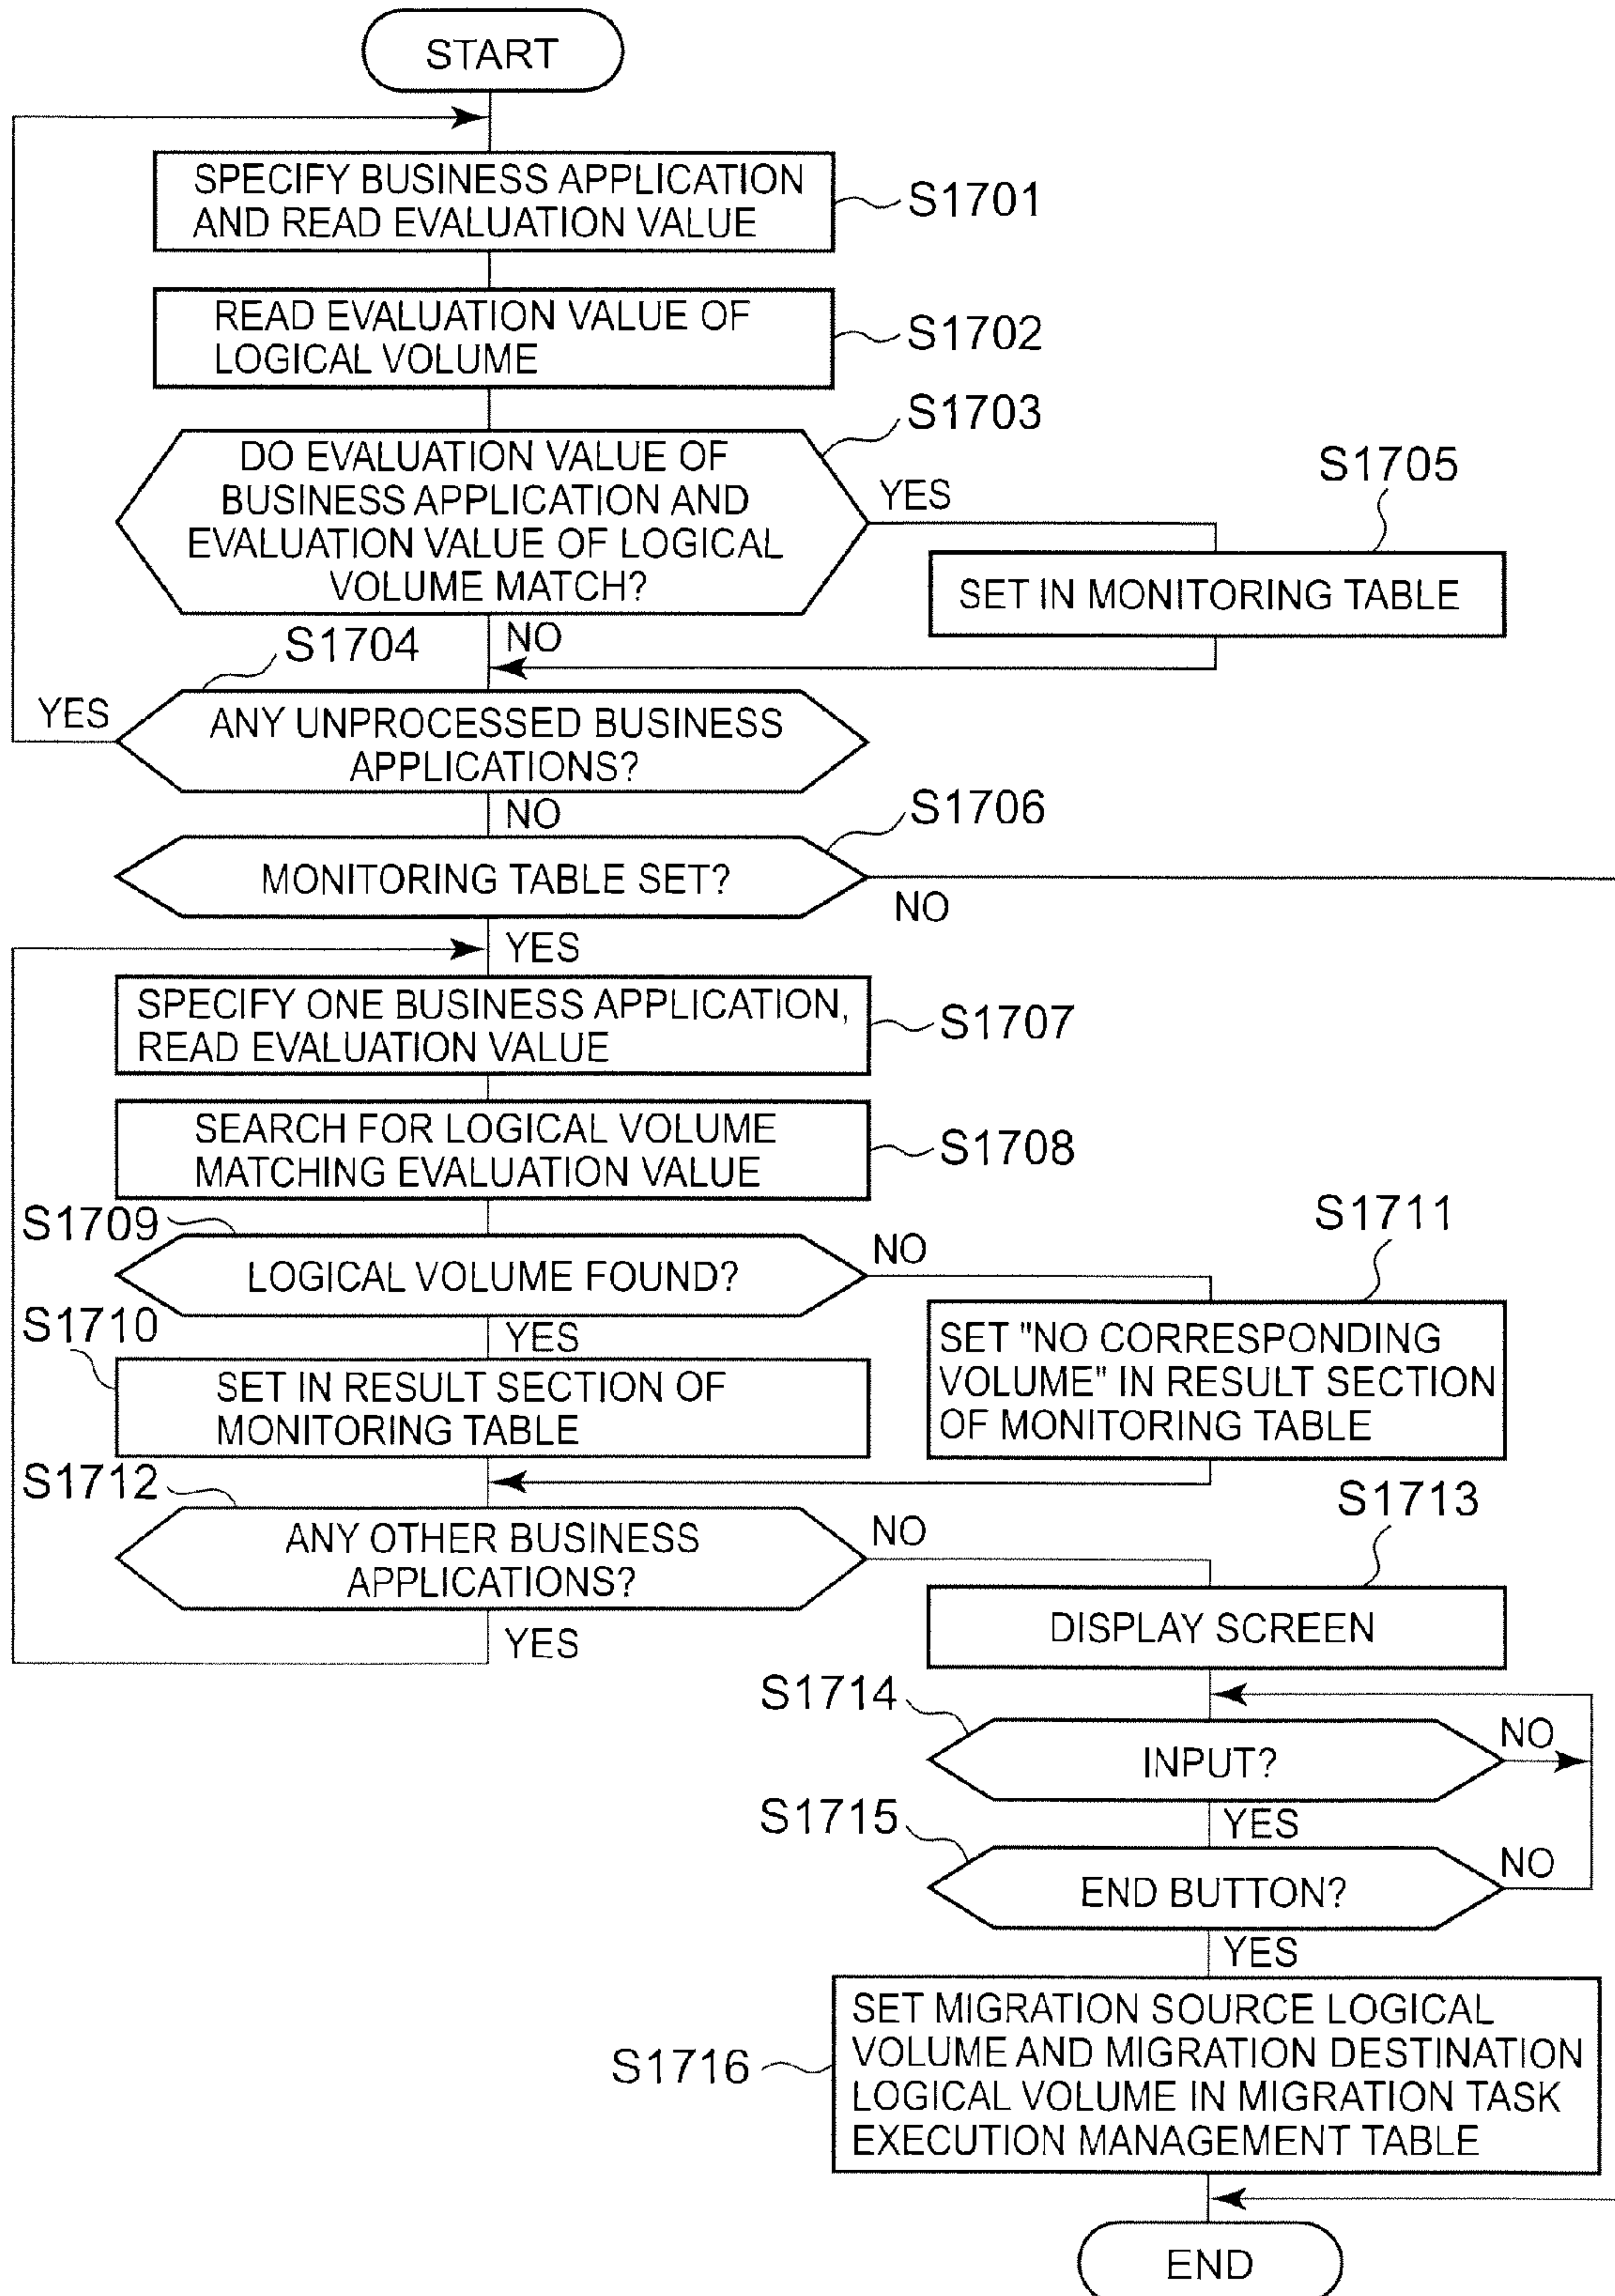 START
SPECIFY BUSINESS APPLICATION
AND READ EVALUATION VALUE
S1701
READ EVALUATION VALUE OF
LOGICAL VOLUME
S1702
S1703
DO EVALUATION VALUE OF
BUSINESS APPLICATION AND
EVALUATION VALUE OF LOGICAL
VOLUME MATCH?
YES
S1705
SET IN MONITORING TABLE
NO
S1704
YES
ANY UNPROCESSED BUSINESS
APPLICATIONS?
NO
S1706
MONITORING TABLE SET?
NO
YES
SPECIFY ONE BUSINESS APPLICATION,
READ EVALUATION VALUE
S1707
SEARCH FOR LOGICAL VOLUME
MATCHING EVALUATION VALUE
S1708
S1709
LOGICAL VOLUME FOUND?
NO
S1711
YES
S1710
SET IN RESULT SECTION OF
MONITORING TABLE
SET "NO CORRESPONDING
VOLUME" IN RESULT SECTION
OF MONITORING TABLE
S1712
ANY OTHER BUSINESS
APPLICATIONS?
NO
S1713
YES
DISPLAY SCREEN
S1714
INPUT?
NO
YES
S1715
END BUTTON?
NO
YES
S1716
SET MIGRATION SOURCE LOGICAL
VOLUME AND MIGRATION DESTINATION
LOGICAL VOLUME IN MIGRATION TASK
EXECUTION MANAGEMENT TABLE
END